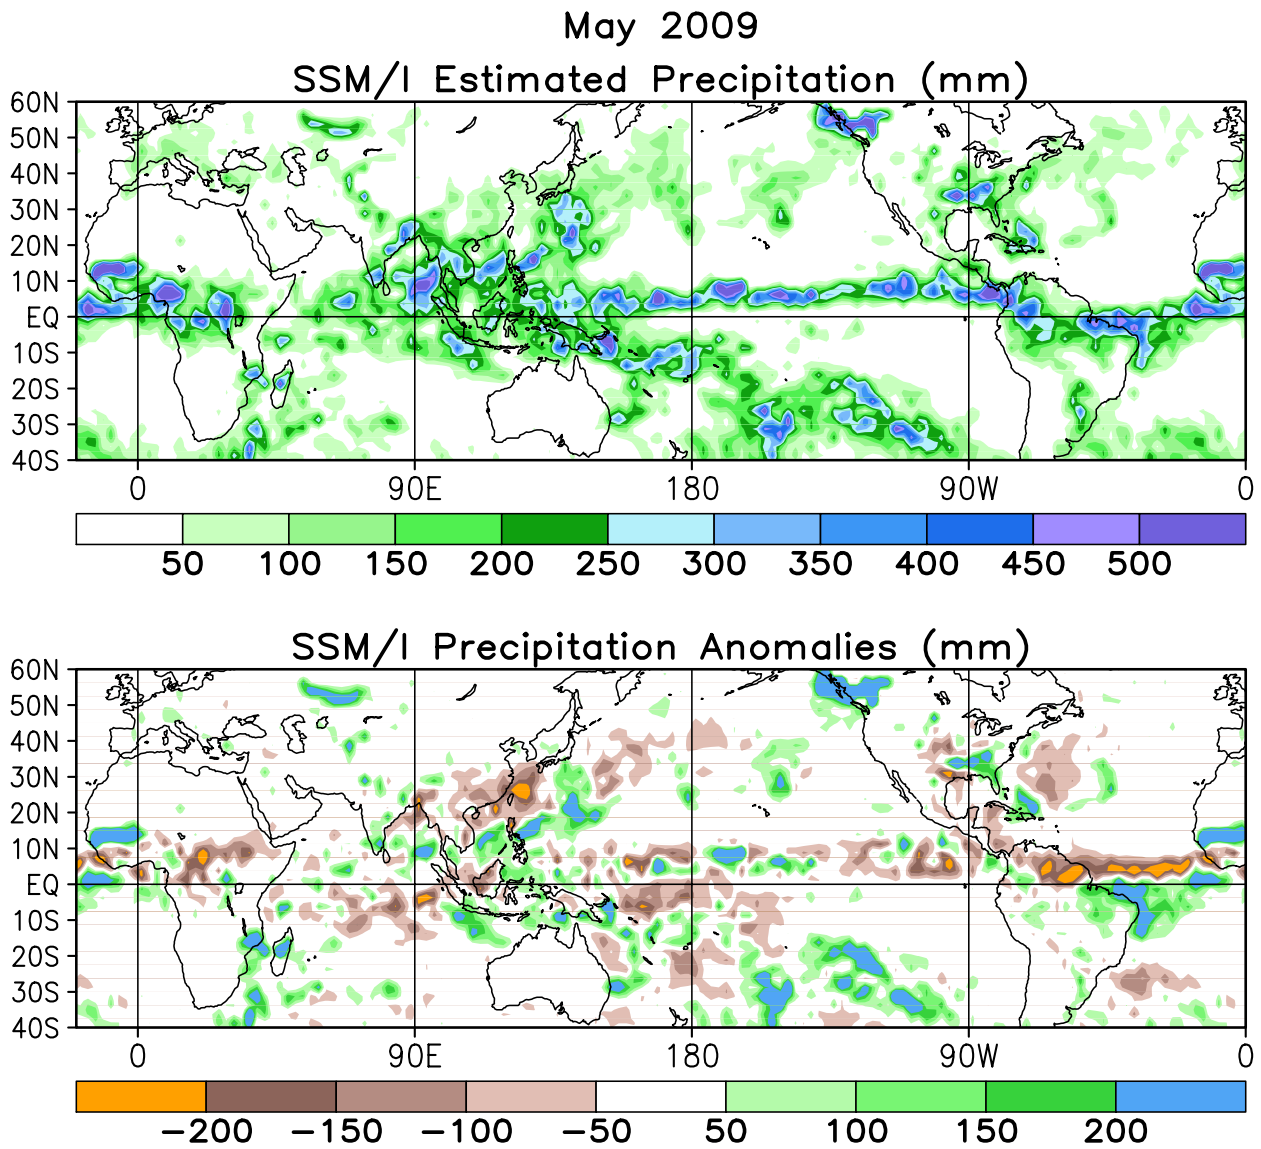 May 2009
SSM/I Estimated Precipitation (mm)
60N
50N
40N
30N
20N
10N
EQ
10S
20S
30S
40S
0 90E 180 90W 0
50 100 150 200 250 300 350 400 450 500
SSM/I Precipitation Anomalies (mm)
60N
50N
40N
30N
20N
10N
EQ
10S
20S
30S
40S
0 90E 180 90W 0
−200 −150 −100 −50 50 100 150 200